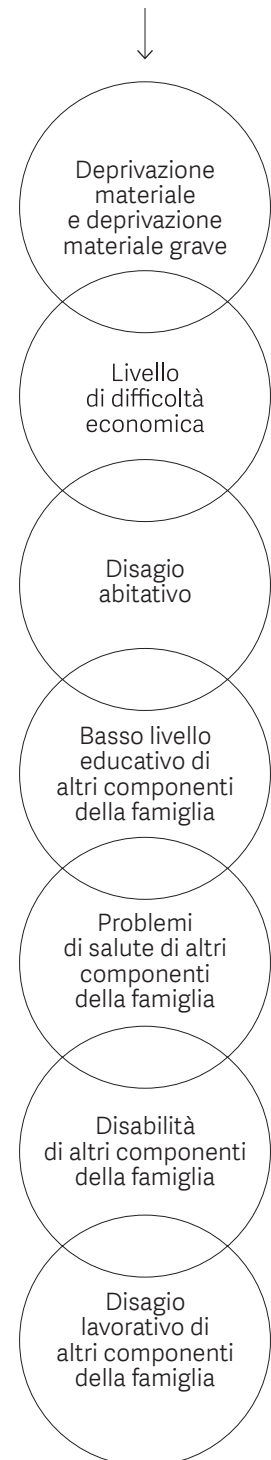 Deprivazione
materiale
e deprivazione
materiale grave
Livello
di difficoltà
economica
Disagio
abitativo
Basso livello
educativo di
altri componenti
della famiglia
Problemi
di salute di altri
componenti
della famiglia
Disabilità
di altri componenti
della famiglia
Disagio
lavorativo di
altri componenti
della famiglia